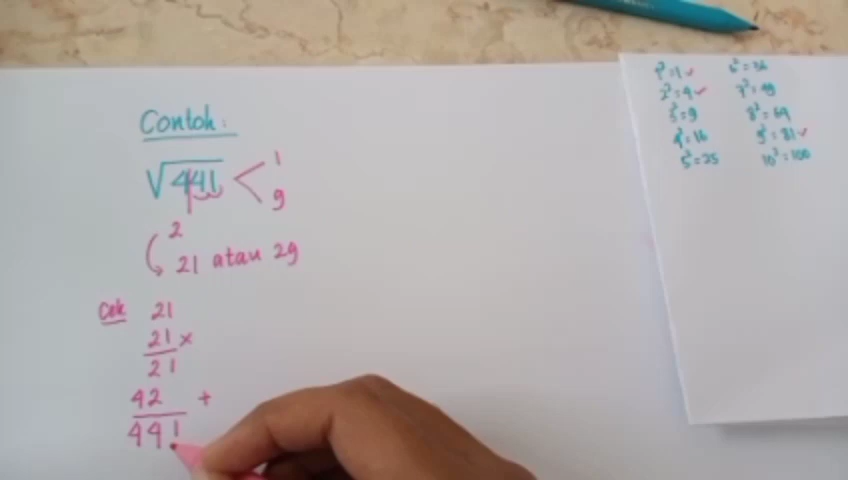 Contoh:
√441 < 1
9
2
21 atau 29
Cek 21
21 ×
21
42 +
441
1²=1 ✓ 6²=36
2²=4 ✓ 7²=49
3²=9 8²=64
4²=16 9²=81 ✓
5²=25 10²=100